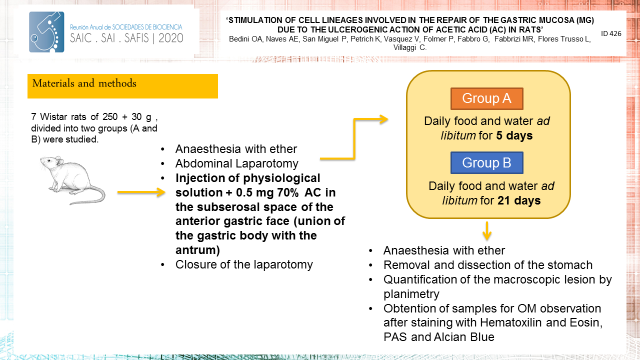 Reunión Anual de SOCIEDADES DE BIOCIENCIA
SAIC . SAI . SAFIS | 2020
‘STIMULATION OF CELL LINEAGES INVOLVED IN THE REPAIR OF THE GASTRIC MUCOSA (MG)
DUE TO THE ULCEROGENIC ACTION OF ACETIC ACID (AC) IN RATS’
Bedini OA, Naves AE, San Miguel P, Petrich K, Vasquez V, Folmer P, Fabbro G, Fabbrizi MR, Flores Trusso L,
Villaggi C.
ID 426
Materials and methods
7 Wistar rats of 250 + 30 g ,
divided into two groups (A and
B) were studied.
• Anaesthesia with ether
• Abdominal Laparotomy
• Injection of physiological
solution + 0.5 mg 70% AC in
the subserosal space of the
anterior gastric face (union of
the gastric body with the
antrum)
• Closure of the laparotomy
Group A
Daily food and water ad
libitum for 5 days
Group B
Daily food and water ad
libitum for 21 days
• Anaesthesia with ether
• Removal and dissection of the stomach
• Quantification of the macroscopic lesion by
planimetry
• Obtention of samples for OM observation
after staining with Hematoxilin and Eosin,
PAS and Alcian Blue